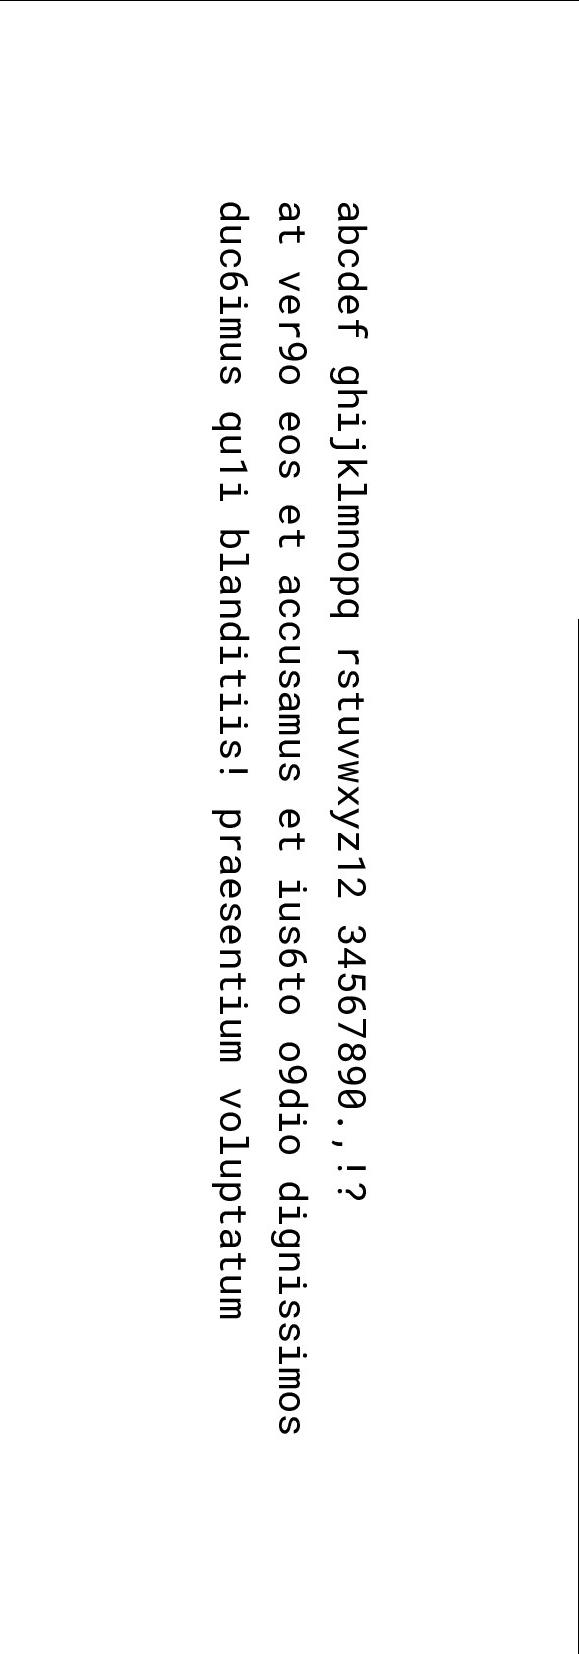 abcdef ghijklmnopq rstuvwxyz12 34567890.,!?
at ver9o eos et accusamus et ius6to o9dio dignissimos
duc6imus qu1i blanditiis! praesentium voluptatum